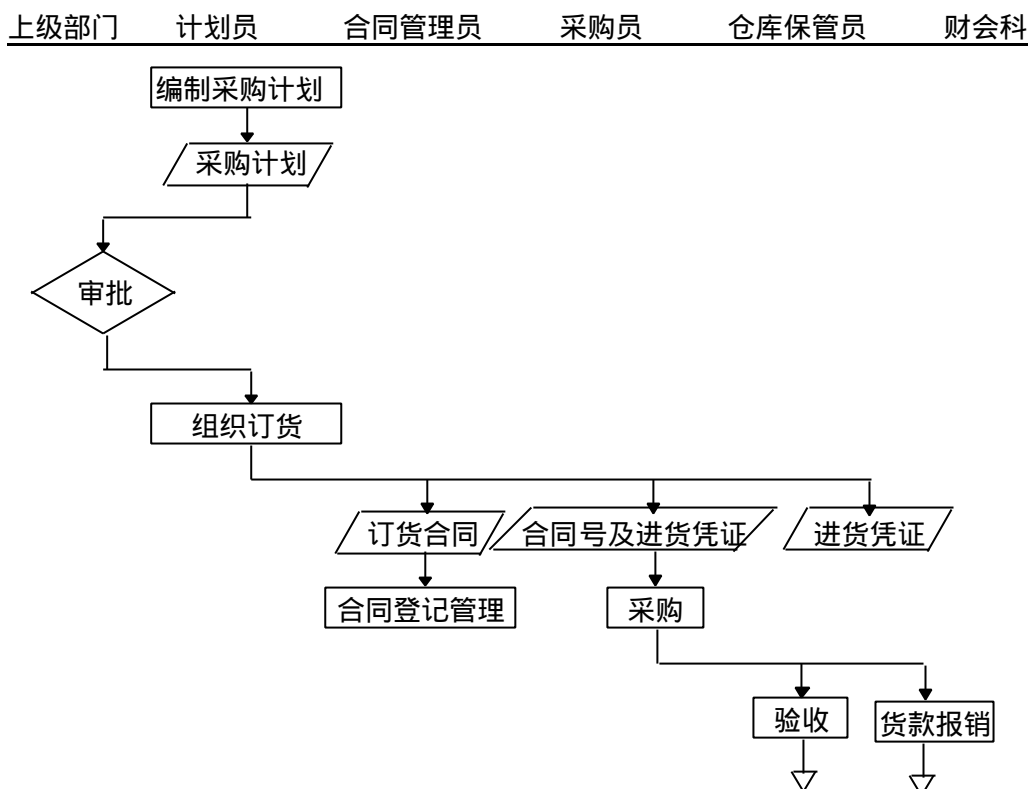 上级部门 计划员 合同管理员 采购员 仓库保管员 财会科
编制采购计划
采购计划
审批
组织订货
订货合同 合同号及进货凭证 进货凭证
合同登记管理 采购
验收 货款报销